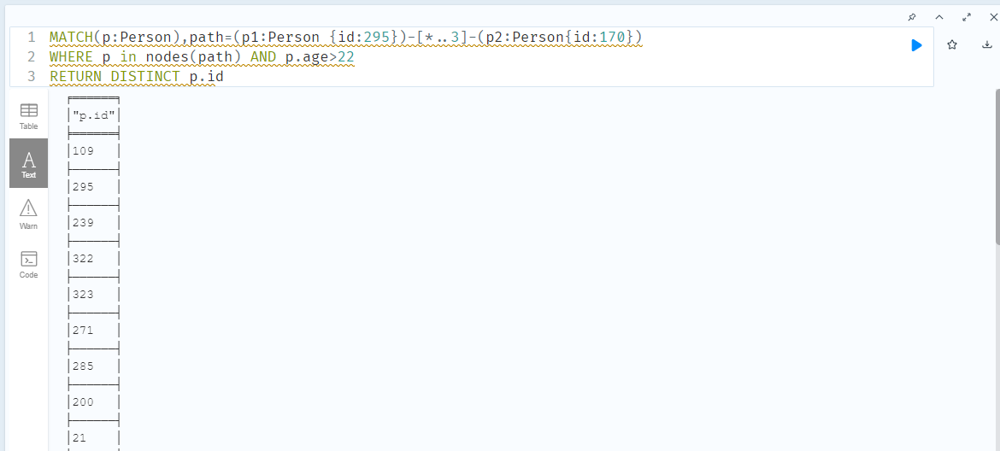 1 MATCH(p:Person),path=(p1:Person {id:295})-[*..3]-(p2:Person{id:170})
2 WHERE p in nodes(path) AND p.age>22
3 RETURN DISTINCT p.id
"p.id"
Table
109
Text
295
239
Warn
322
Code
323
271
285
200
21